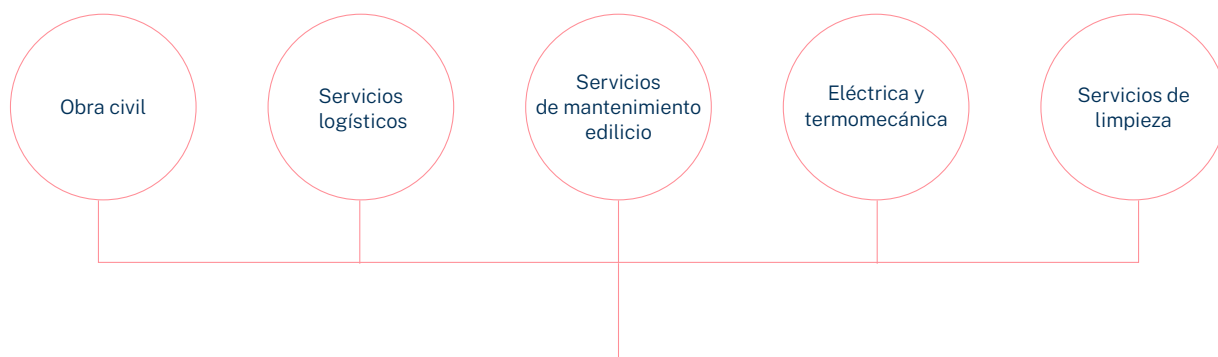 Obra civil
Servicios
logísticos
Servicios
de mantenimiento
edilicio
Eléctrica y
termomecánica
Servicios de
limpieza